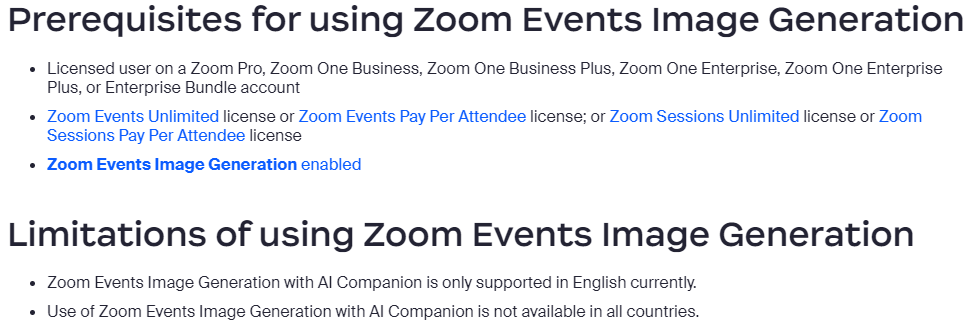 Prerequisites for using Zoom Events Image Generation
• Licensed user on a Zoom Pro, Zoom One Business, Zoom One Business Plus, Zoom One Enterprise, Zoom One Enterprise
Plus, or Enterprise Bundle account
• Zoom Events Unlimited license or Zoom Events Pay Per Attendee license; or Zoom Sessions Unlimited license or Zoom
Sessions Pay Per Attendee license
• Zoom Events Image Generation enabled
Limitations of using Zoom Events Image Generation
• Zoom Events Image Generation with AI Companion is only supported in English currently.
• Use of Zoom Events Image Generation with AI Companion is not available in all countries.